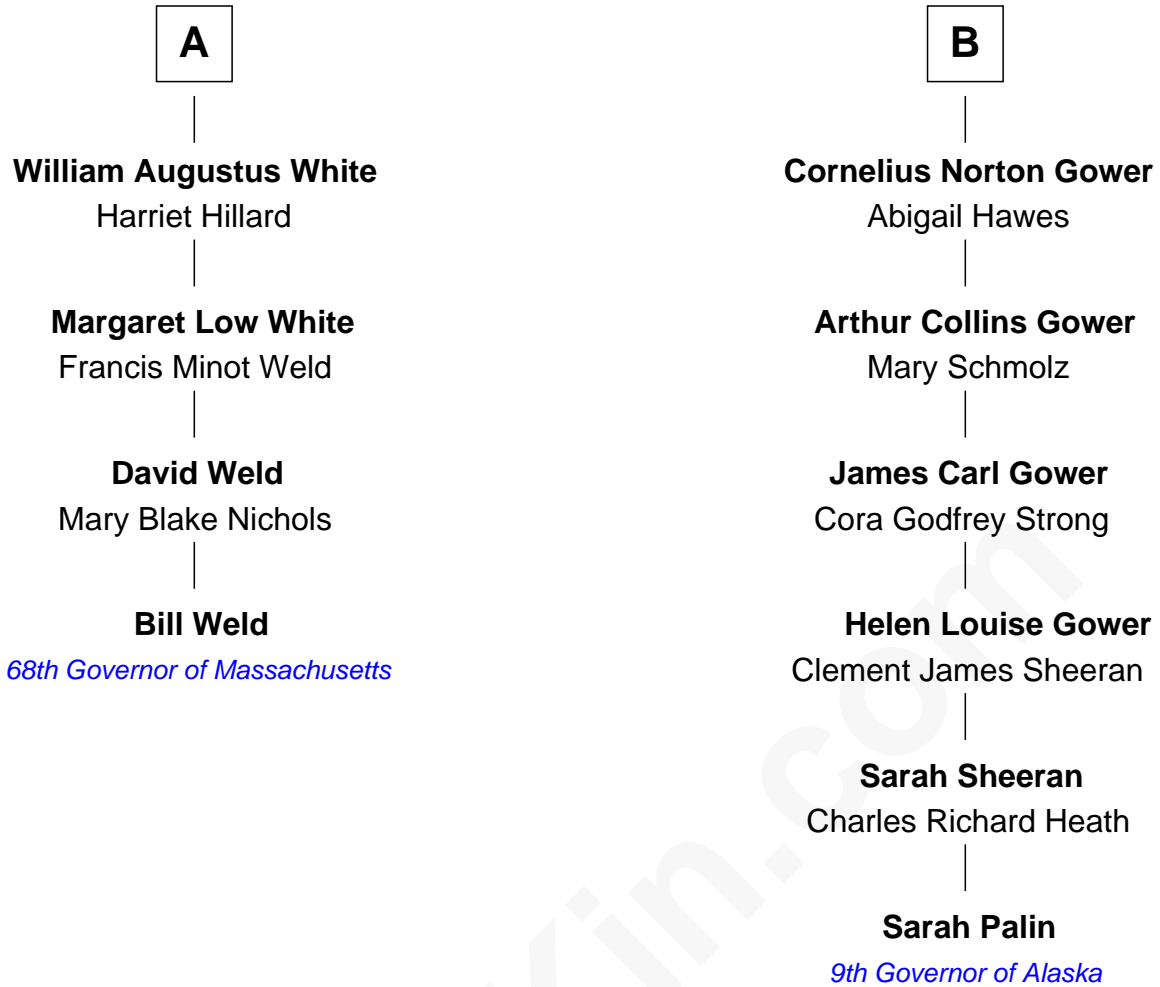 A
William Augustus White
Harriet Hillard
Margaret Low White
Francis Minot Weld
David Weld
Mary Blake Nichols
Bill Weld
68th Governor of Massachusetts
B
Cornelius Norton Gower
Abigail Hawes
Arthur Collins Gower
Mary Schmolz
James Carl Gower
Cora Godfrey Strong
Helen Louise Gower
Clement James Sheeran
Sarah Sheeran
Charles Richard Heath
Sarah Palin
9th Governor of Alaska